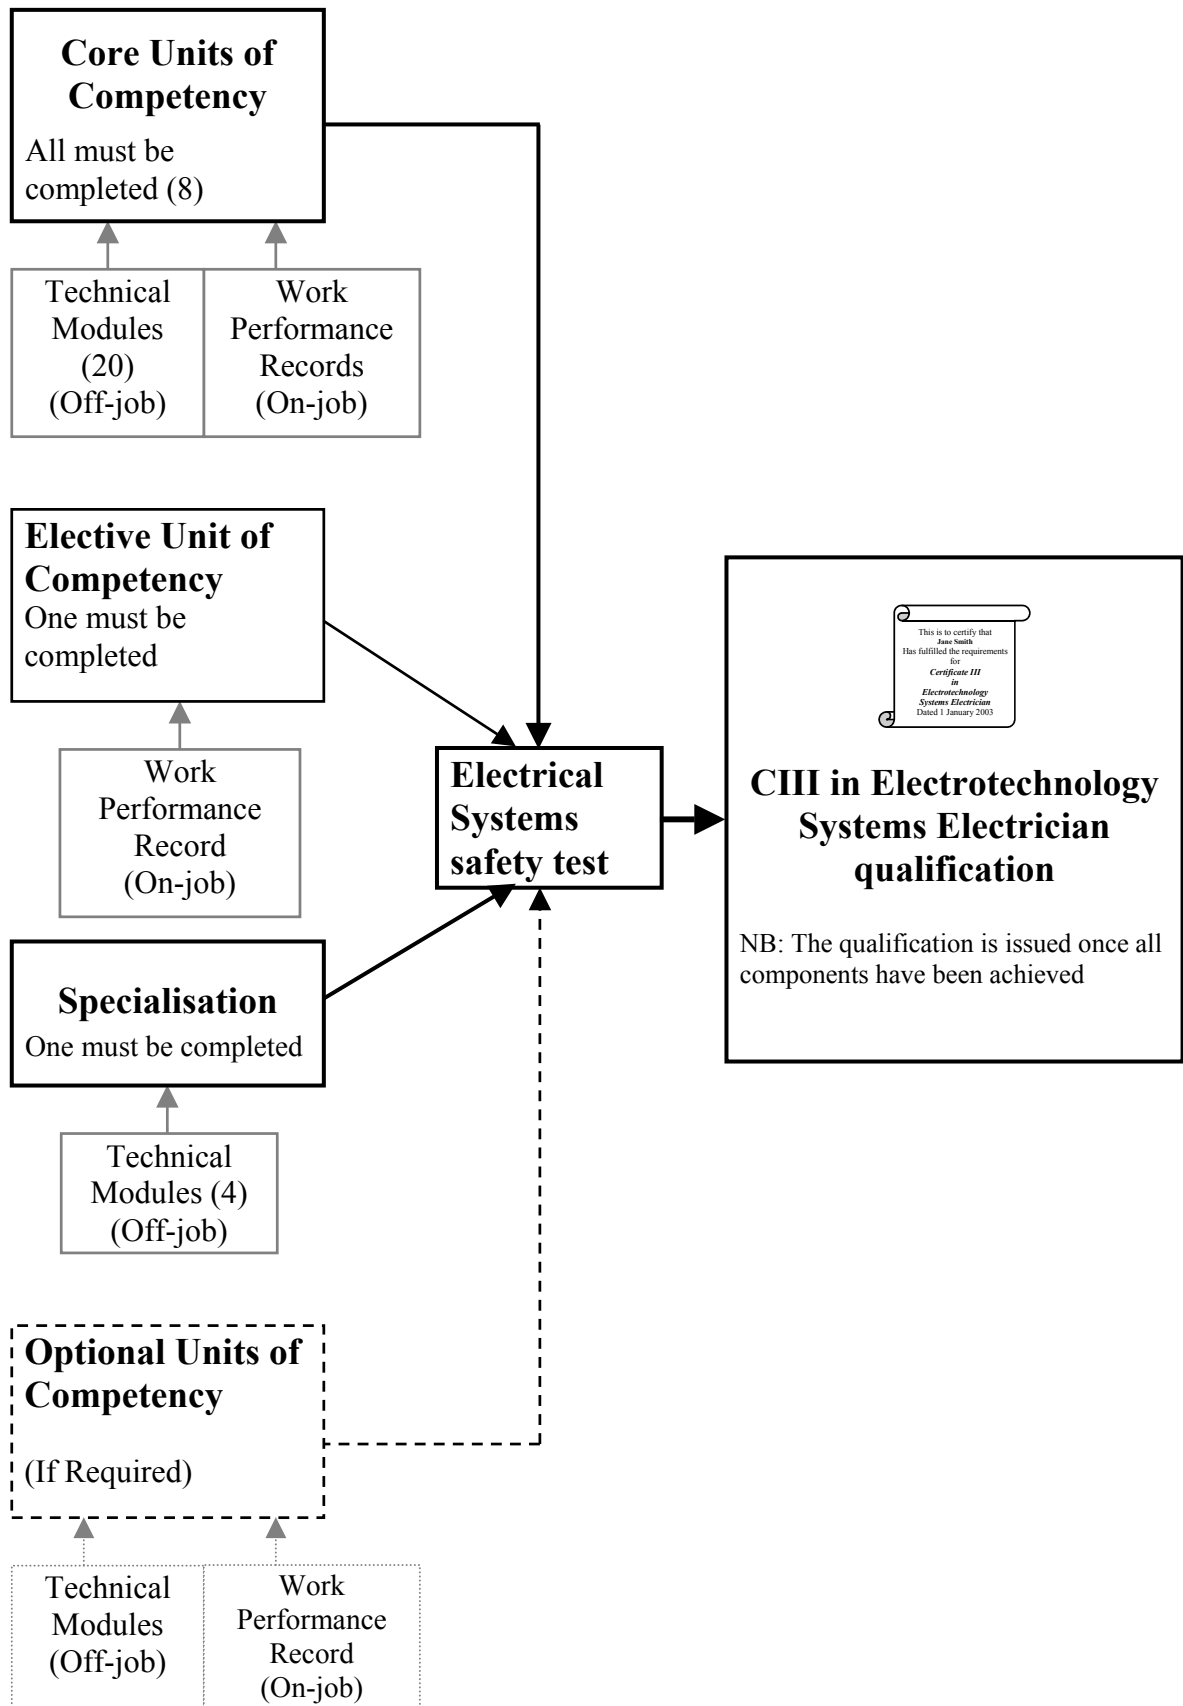 Core Units of
Competency
All must be
completed (8)
Technical
Modules
(20)
(Off-job)
Work
Performance
Records
(On-job)
Elective Unit of
Competency
One must be
completed
Work
Performance
Record
(On-job)
Specialisation
One must be completed
Technical
Modules (4)
(Off-job)
Optional Units of
Competency
(If Required)
Technical
Modules
(Off-job)
Work
Performance
Record
(On-job)
Electrical
Systems
safety test
This is to certify that
Jane Smith
Has fulfilled the requirements
for
Certificate III
in
Electrotechnology
Systems Electrician
Dated 1 January 2003
CIII in Electrotechnology
Systems Electrician
qualification
NB: The qualification is issued once all
components have been achieved